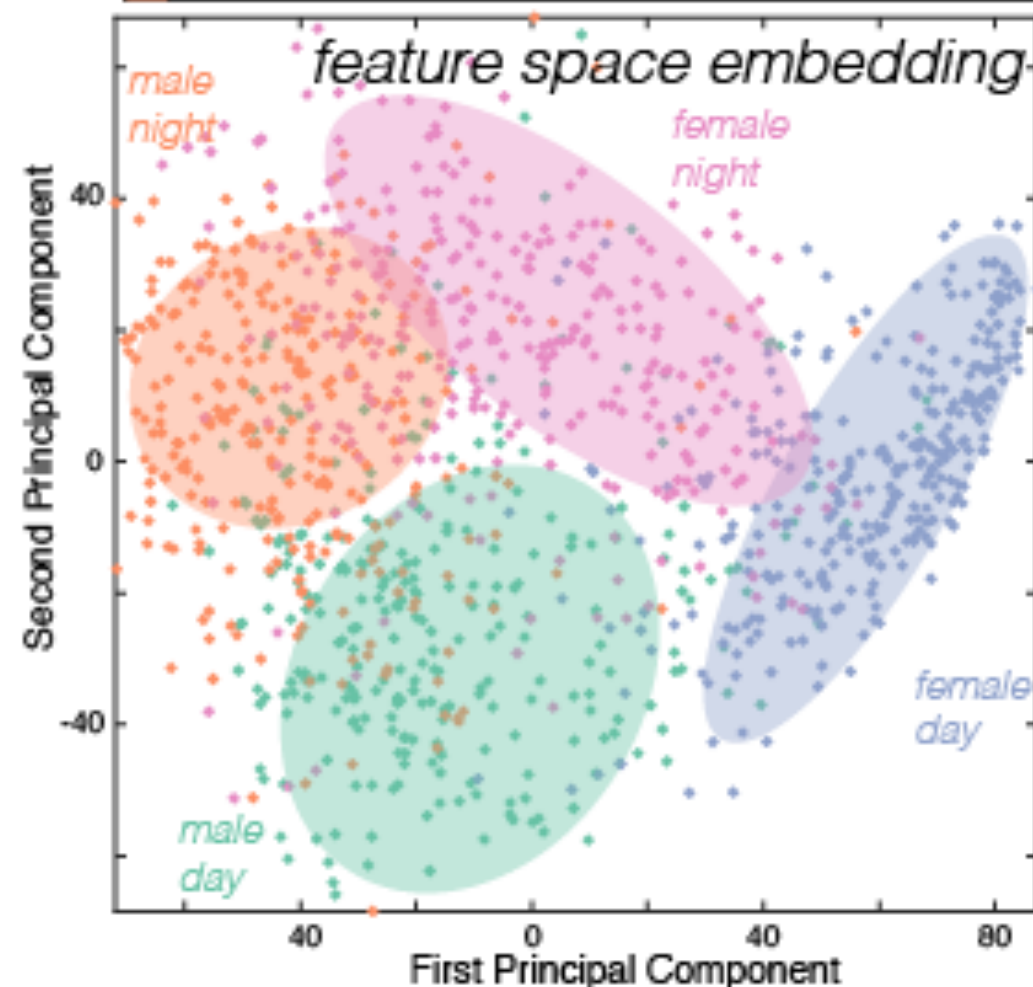 feature space embedding
male
night
female
night
40
0
-40
Second Principal Component
female
day
male
day
40
0
40
80
First Principal Component